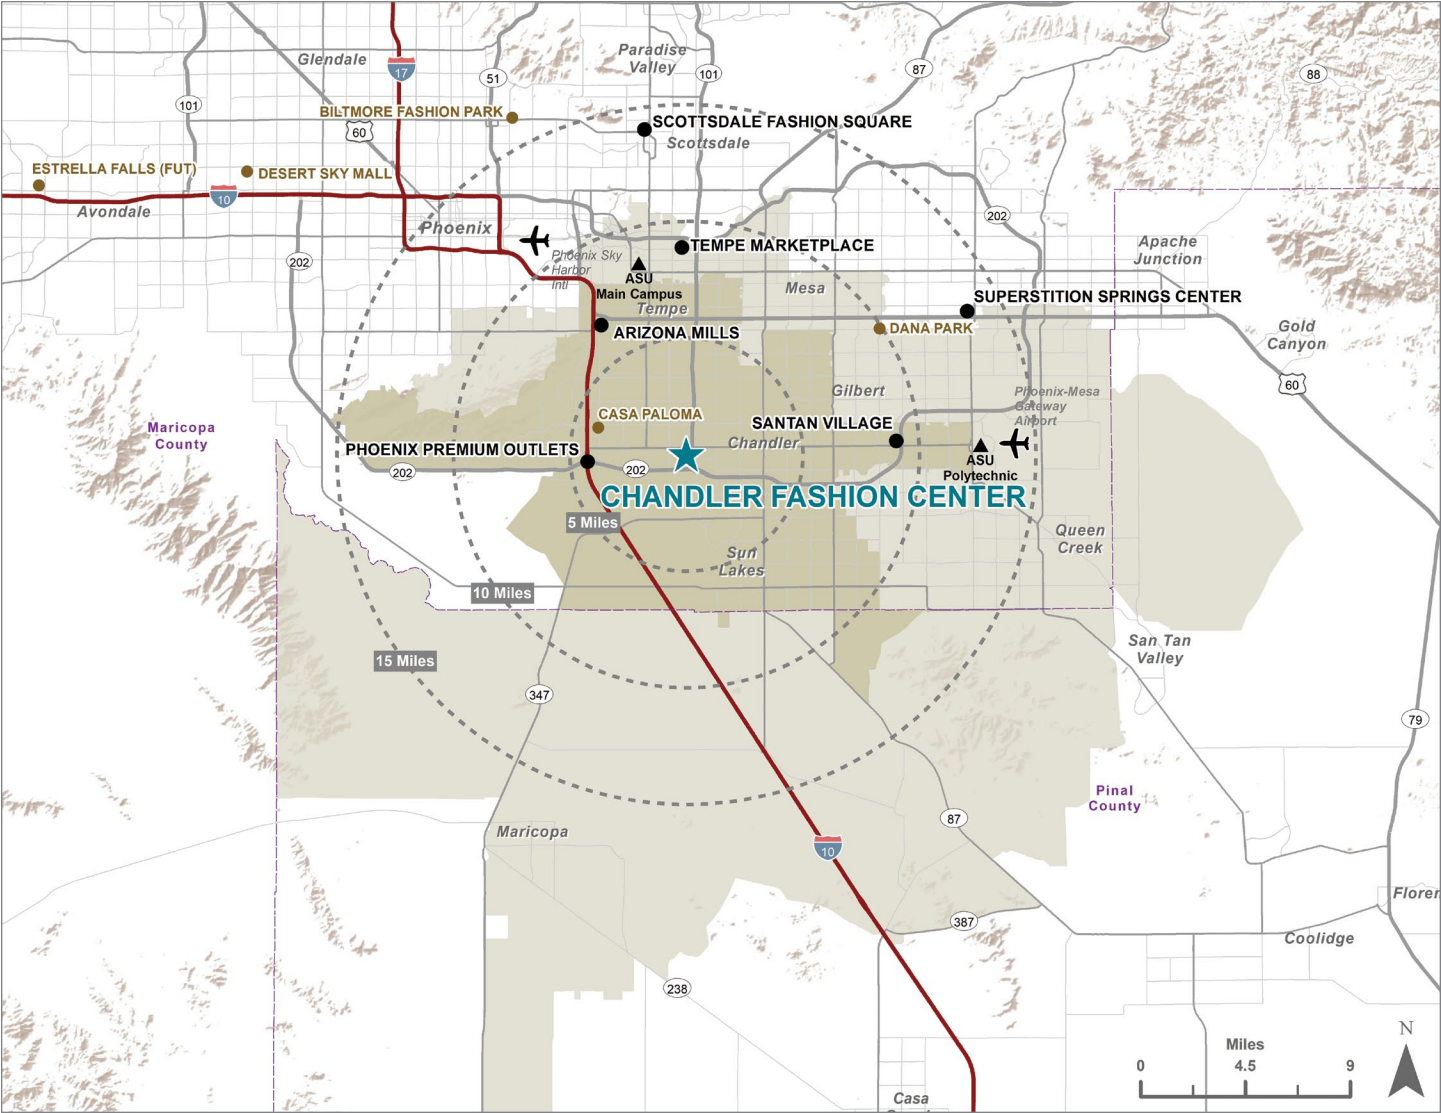 Glendale
Paradise
Valley
17
51
101
87
88
101
BILTMORE FASHION PARK
60
SCOTTSDALE FASHION SQUARE
Scottsdale
ESTRELLA FALLS (FUT)
DESERT SKY MALL
10
Avondale
202
Phoenix
Apache
Junction
TEMPE MARKETPLACE
Phoenix Sky
Harbor
Intl
202
ASU
Main Campus
Mesa
SUPERSTITION SPRINGS CENTER
Tempe
ARIZONA MILLS
DANA PARK
Gold
Canyon
60
Gilbert
Phoenix-Mesa
Gateway
Airport
CASA PALOMA
SANTAN VILLAGE
Maricopa
County
Chandler
PHOENIX PREMIUM OUTLETS
202
202
ASU
Polytechnic
CHANDLER FASHION CENTER
5 Miles
Queen
Creek
Sun
Lakes
10 Miles
San Tan
Valley
15 Miles
347
79
Pinal
County
87
Maricopa
10
Floren
387
Coolidge
238
N
Miles
0
4.5
9
Casa